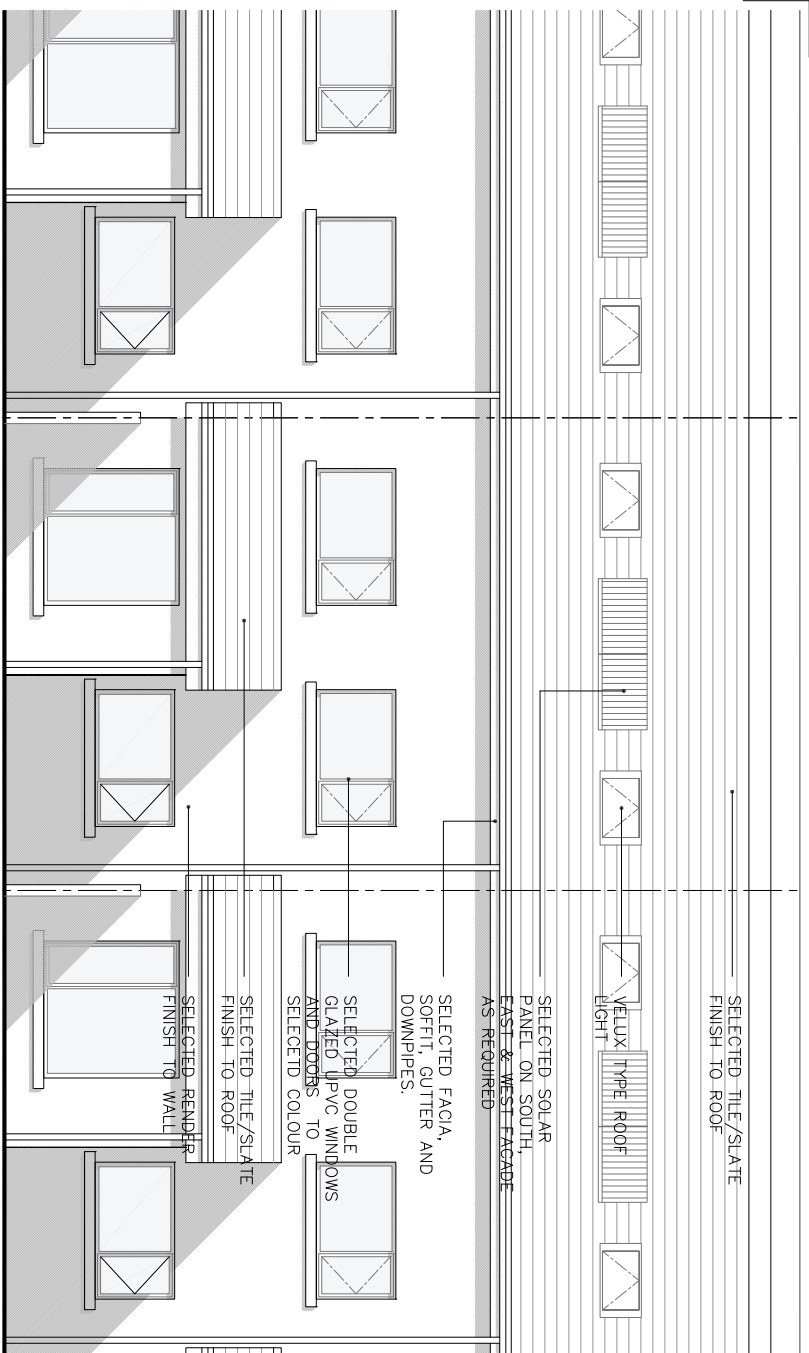 SELECTED TILE/SLATE
FINISH TO ROOF
VELUX TYPE ROOF
LIGHT
SELECTED SOLAR
PANEL ON SOUTH,
EAST & WEST FACADE
AS REQUIRED
SELECTED FACIA,
SOFFIT, GUTTER AND
DOWNPIPES.
SELECTED DOUBLE
GLAZED UPVC WINDOWS
AND DOORS TO
SELECETD COLOUR
SELECTED TILE/SLATE
FINISH TO ROOF
SELECTED RENDER
FINISH TO WALL